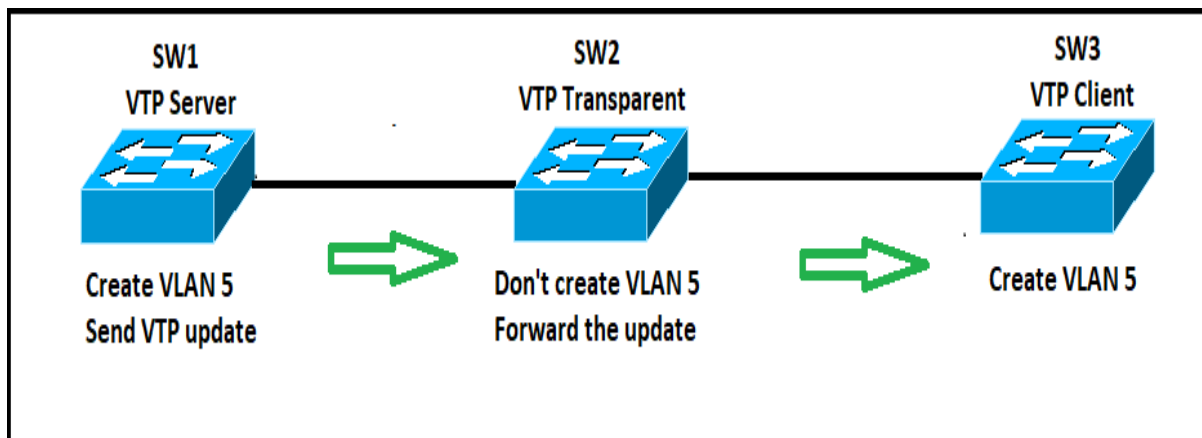 SW1
VTP Server
SW2
VTP Transparent
SW3
VTP Client
Create VLAN 5
Send VTP update
Don't create VLAN 5
Forward the update
Create VLAN 5